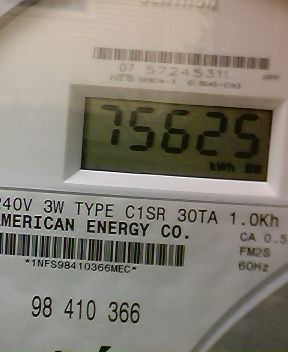 CENTRON
07 57245311
75625
kWh
240V 3W TYPE C1SR 30TA 1.0Kh
AMERICAN ENERGY CO.
CA 0.5
FM2S
60Hz
*1NFS98410366MEC*
98 410 366